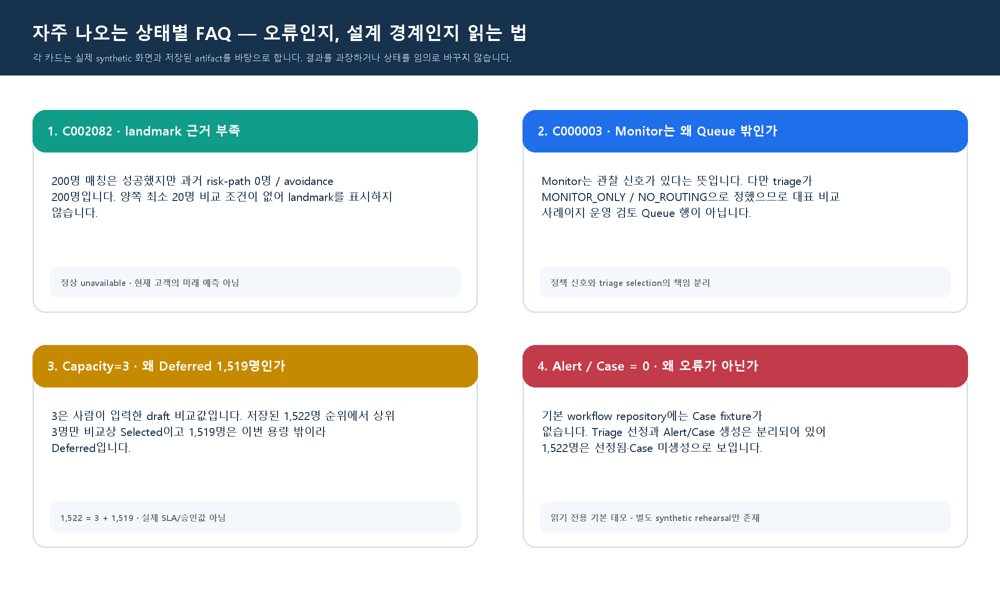 자주 나오는 상태별 FAQ — 오류인지, 설계 경계인지 읽는 법
각 카드는 실제 synthetic 화면과 저장된 artifact를 바탕으로 합니다. 결과를 과장하거나 상태를 임의로 바꾸지 않습니다.
1. C002082 · landmark 근거 부족
200명 매칭은 성공했지만 과거 risk-path 0명 / avoidance
200명입니다. 양쪽 최소 20명 비교 조건이 없어 landmark를 표시하지
않습니다.
정상 unavailable · 현재 고객의 미래 예측 아님
2. C000003 · Monitor는 왜 Queue 밖인가
Monitor는 관찰 신호가 있다는 뜻입니다. 다만 triage가
MONITOR_ONLY / NO_ROUTING으로 정했으므로 대표 비교
사례이지 운영 검토 Queue 행이 아닙니다.
정책 신호와 triage selection의 책임 분리
3. Capacity=3 · 왜 Deferred 1,519명인가
3은 사람이 입력한 draft 비교값입니다. 저장된 1,522명 순위에서 상위
3명만 비교상 Selected이고 1,519명은 이번 용량 밖이라
Deferred입니다.
1,522 = 3 + 1,519 · 실제 SLA/승인값 아님
4. Alert / Case = 0 · 왜 오류가 아닌가
기본 workflow repository에는 Case fixture가
없습니다. Triage 선정과 Alert/Case 생성은 분리되어 있어
1,522명은 선정됨·Case 미생성으로 보입니다.
읽기 전용 기본 데모 · 별도 synthetic rehearsal만 존재